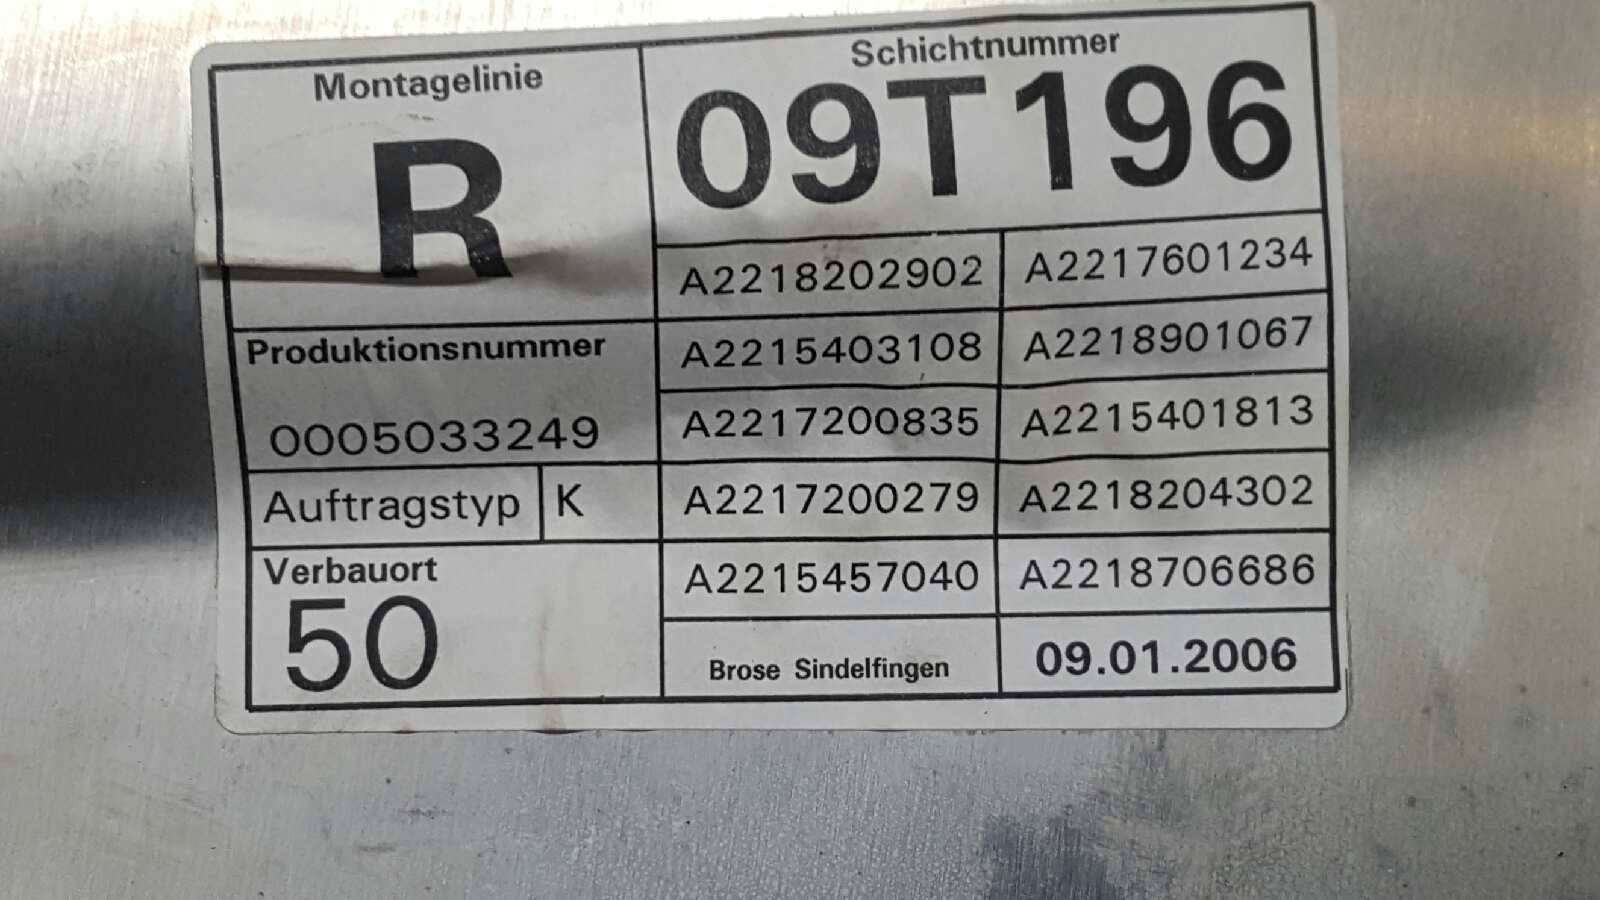 Montagelinie
R
Schichtnummer
09T196
Produktionsnummer
0005033249
Auftragstyp K
Verbauort
50
A2218202902 A2217601234
A2215403108 A2218901067
A2217200835 A2215401813
A2217200279 A2218204302
A2215457040 A2218706686
Brose Sindelfingen 09.01.2006